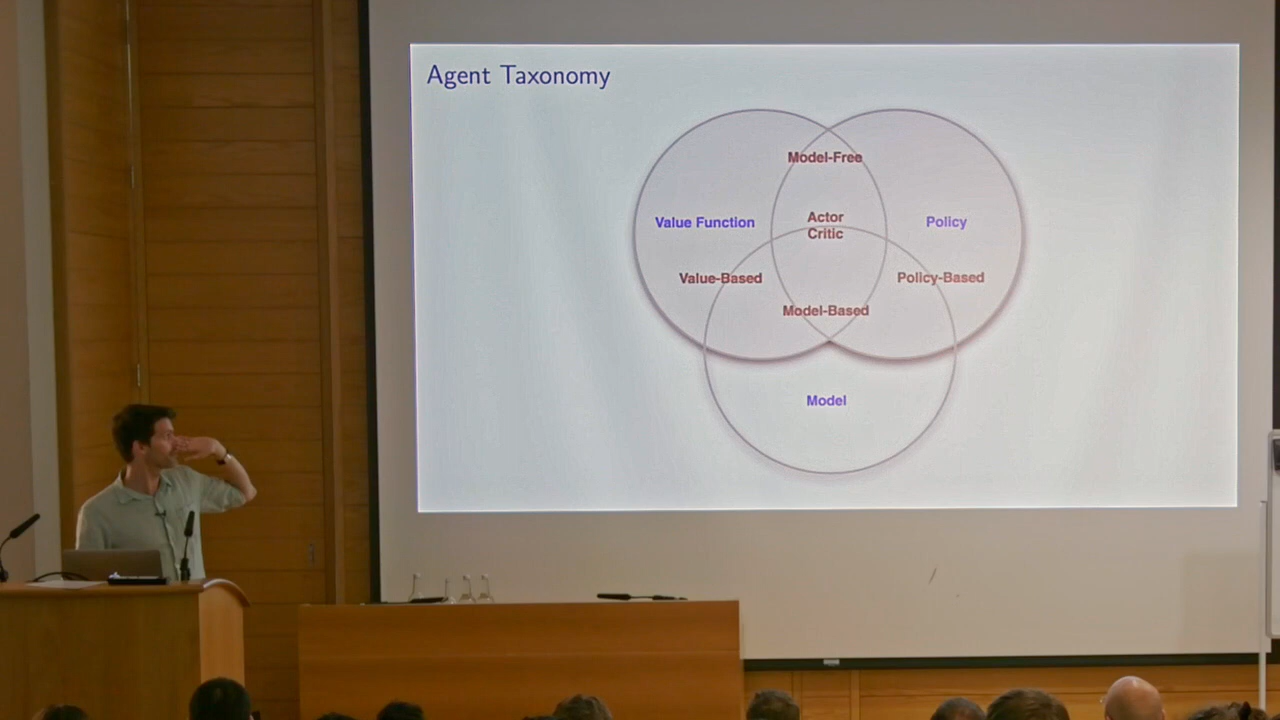 Agent Taxonomy
Model-Free
Value Function
Actor
Critic
Policy
Value-Based
Policy-Based
Model-Based
Model